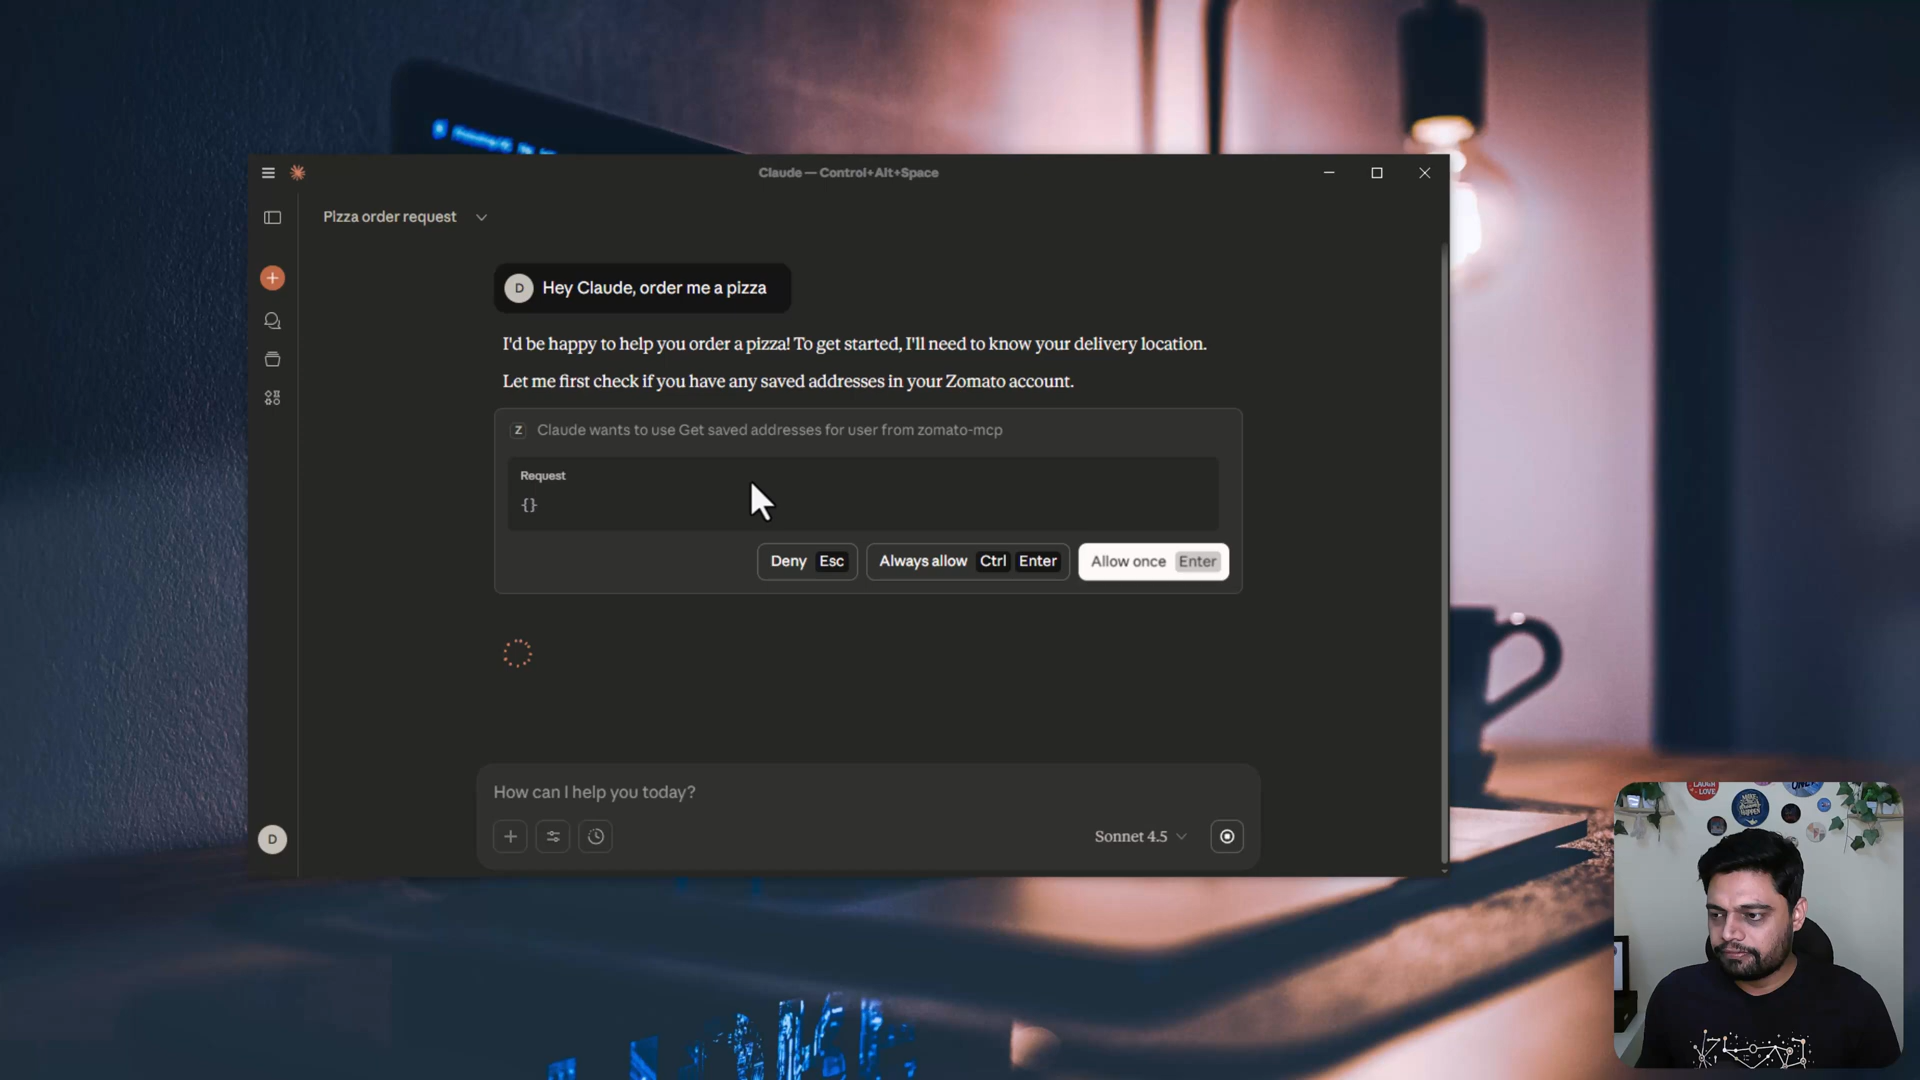 Claude — Control+Alt+Space
Pizza order request
D Hey Claude, order me a pizza
I'd be happy to help you order a pizza! To get started, I'll need to know your delivery location.
Let me first check if you have any saved addresses in your Zomato account.
Z Claude wants to use Get saved addresses for user from zomato-mcp
Request
{}
Deny Esc Always allow Ctrl Enter Allow once Enter
How can I help you today?
Sonnet 4.5
D
LAUGH
LOVE